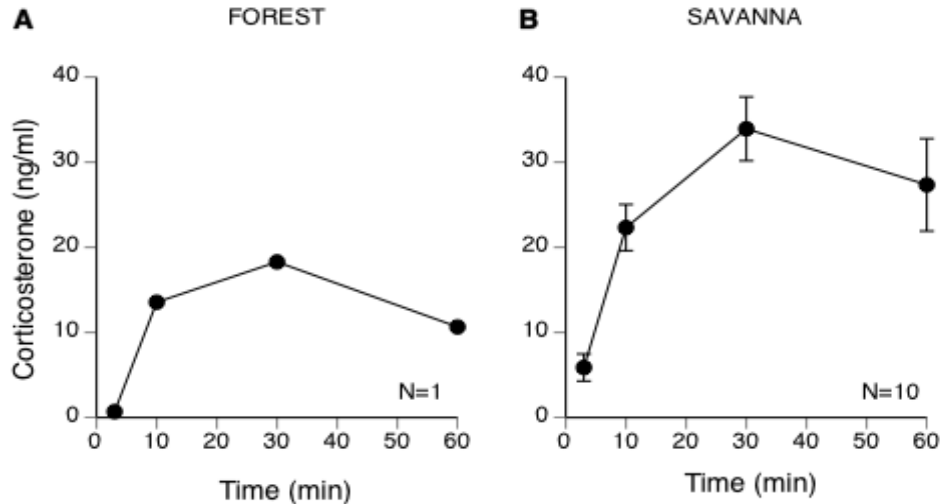 A FOREST
B SAVANNA
Corticosterone (ng/ml)
40
30
20
10
0
0 10 20 30 40 50 60
N=1
Time (min)
40
30
20
10
0
0 10 20 30 40 50 60
N=10
Time (min)